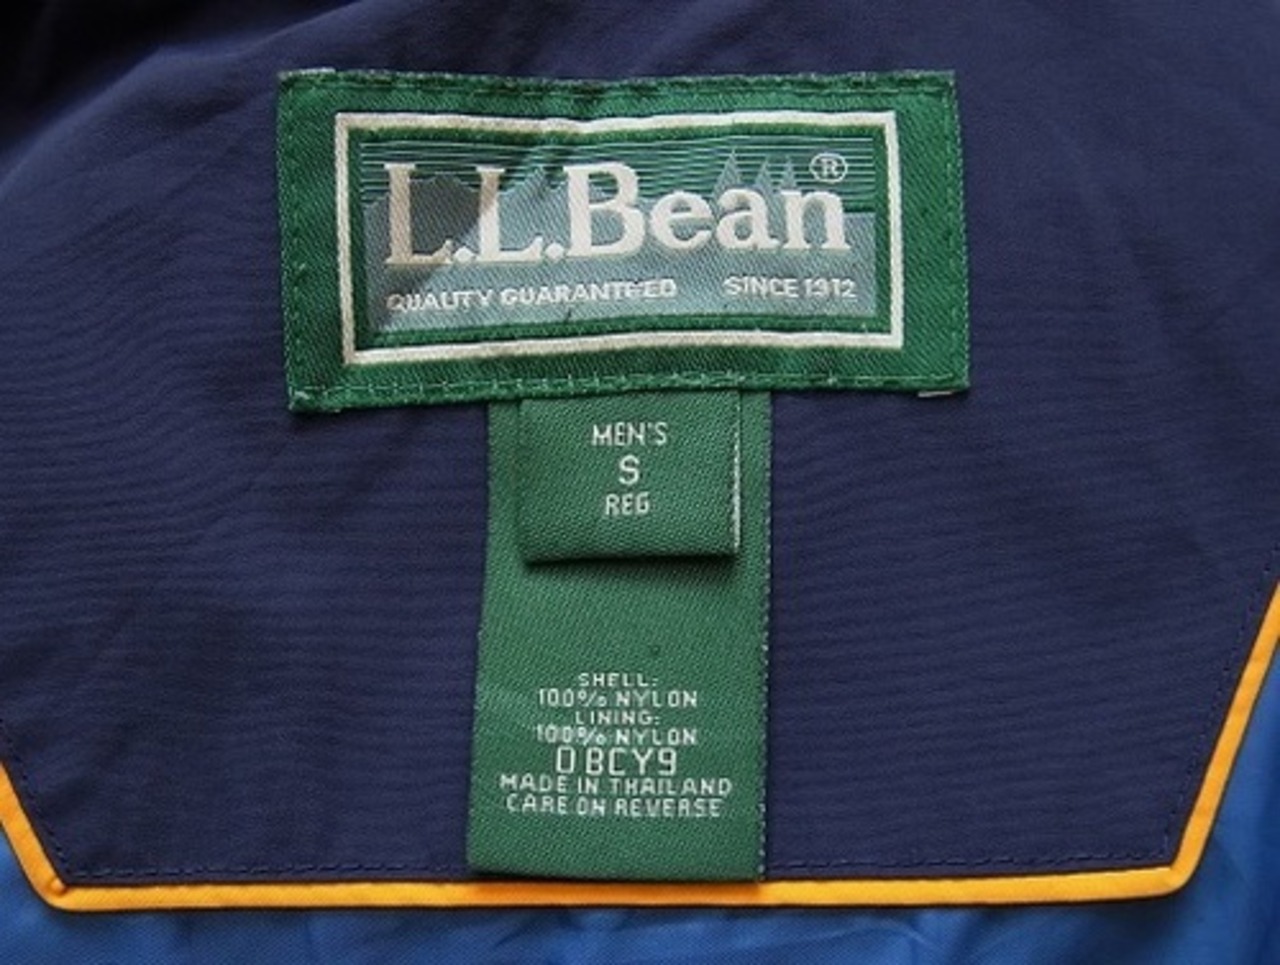 L.L.Bean®
QUALITY GUARANTEED SINCE 1912
MEN'S
S
REG
SHELL:
100% NYLON
LINING:
100% NYLON
0BCY9
MADE IN THAILAND
CARE ON REVERSE